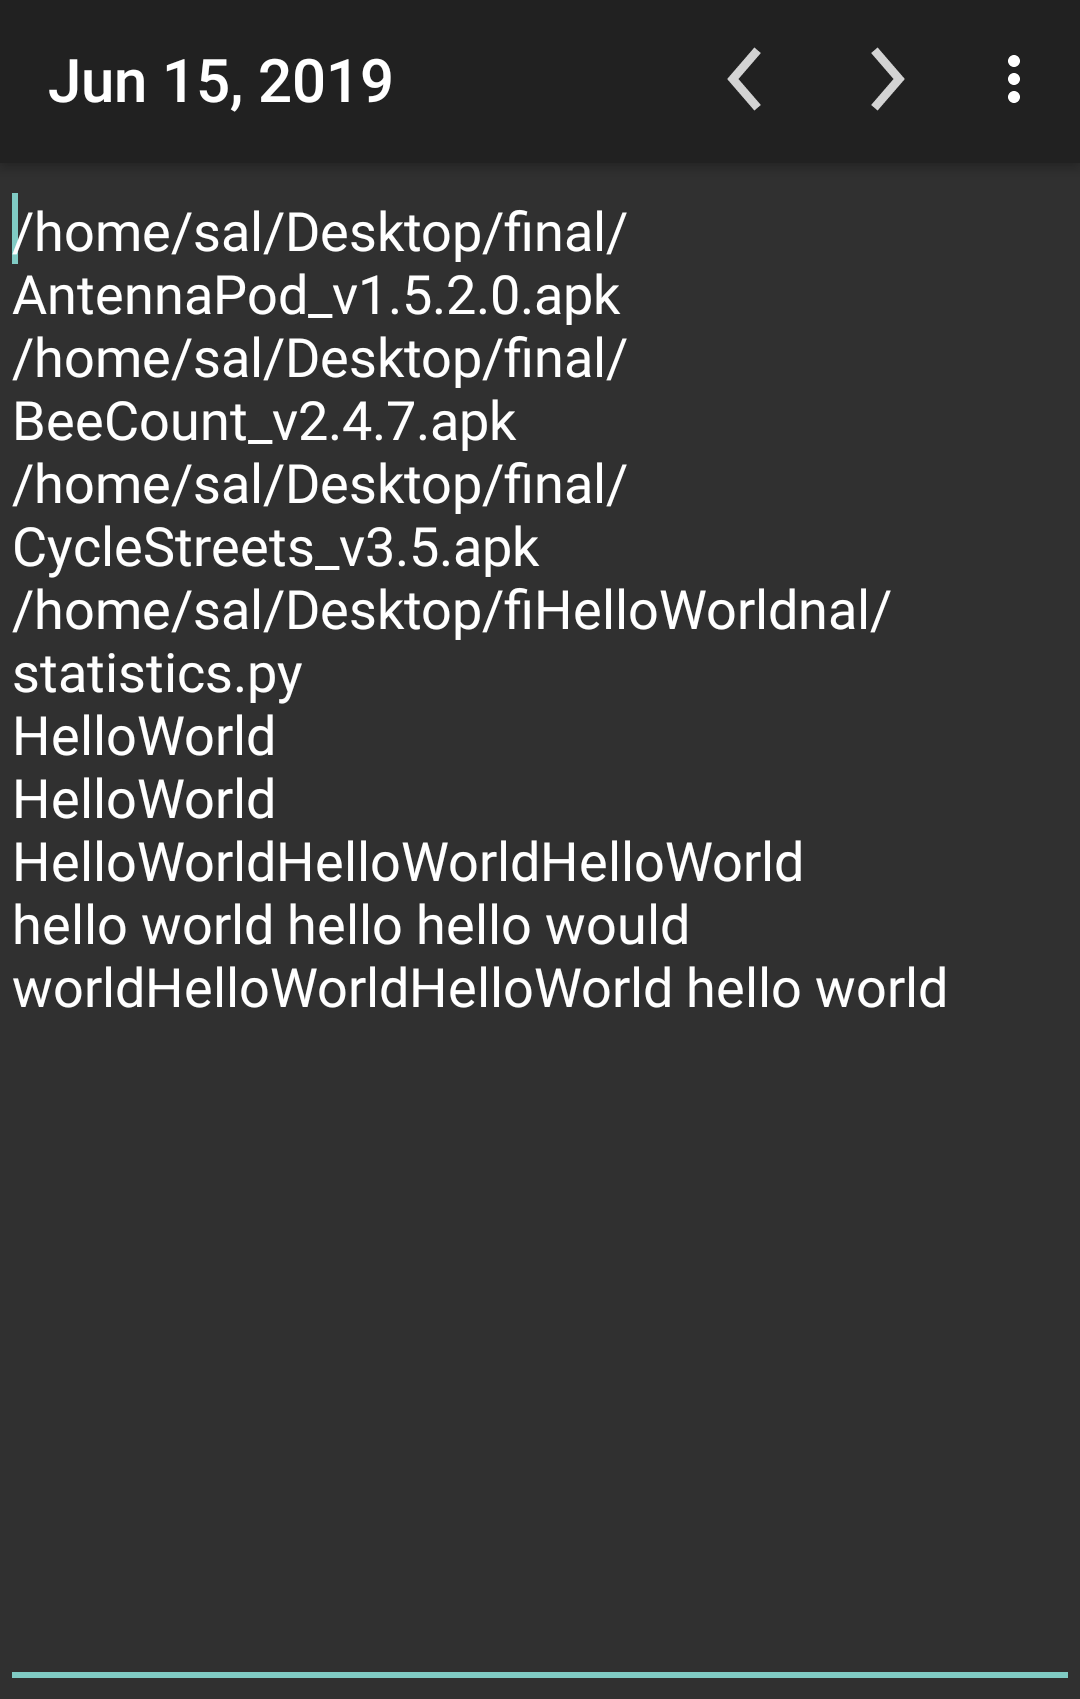 Jun 15, 2019
/home/sal/Desktop/final/
AntennaPod_v1.5.2.0.apk
/home/sal/Desktop/final/
BeeCount_v2.4.7.apk
/home/sal/Desktop/final/
CycleStreets_v3.5.apk
/home/sal/Desktop/fiHelloWorldnal/
statistics.py
HelloWorld
HelloWorld
HelloWorldHelloWorldHelloWorld
hello world hello hello would
worldHelloWorldHelloWorld hello world